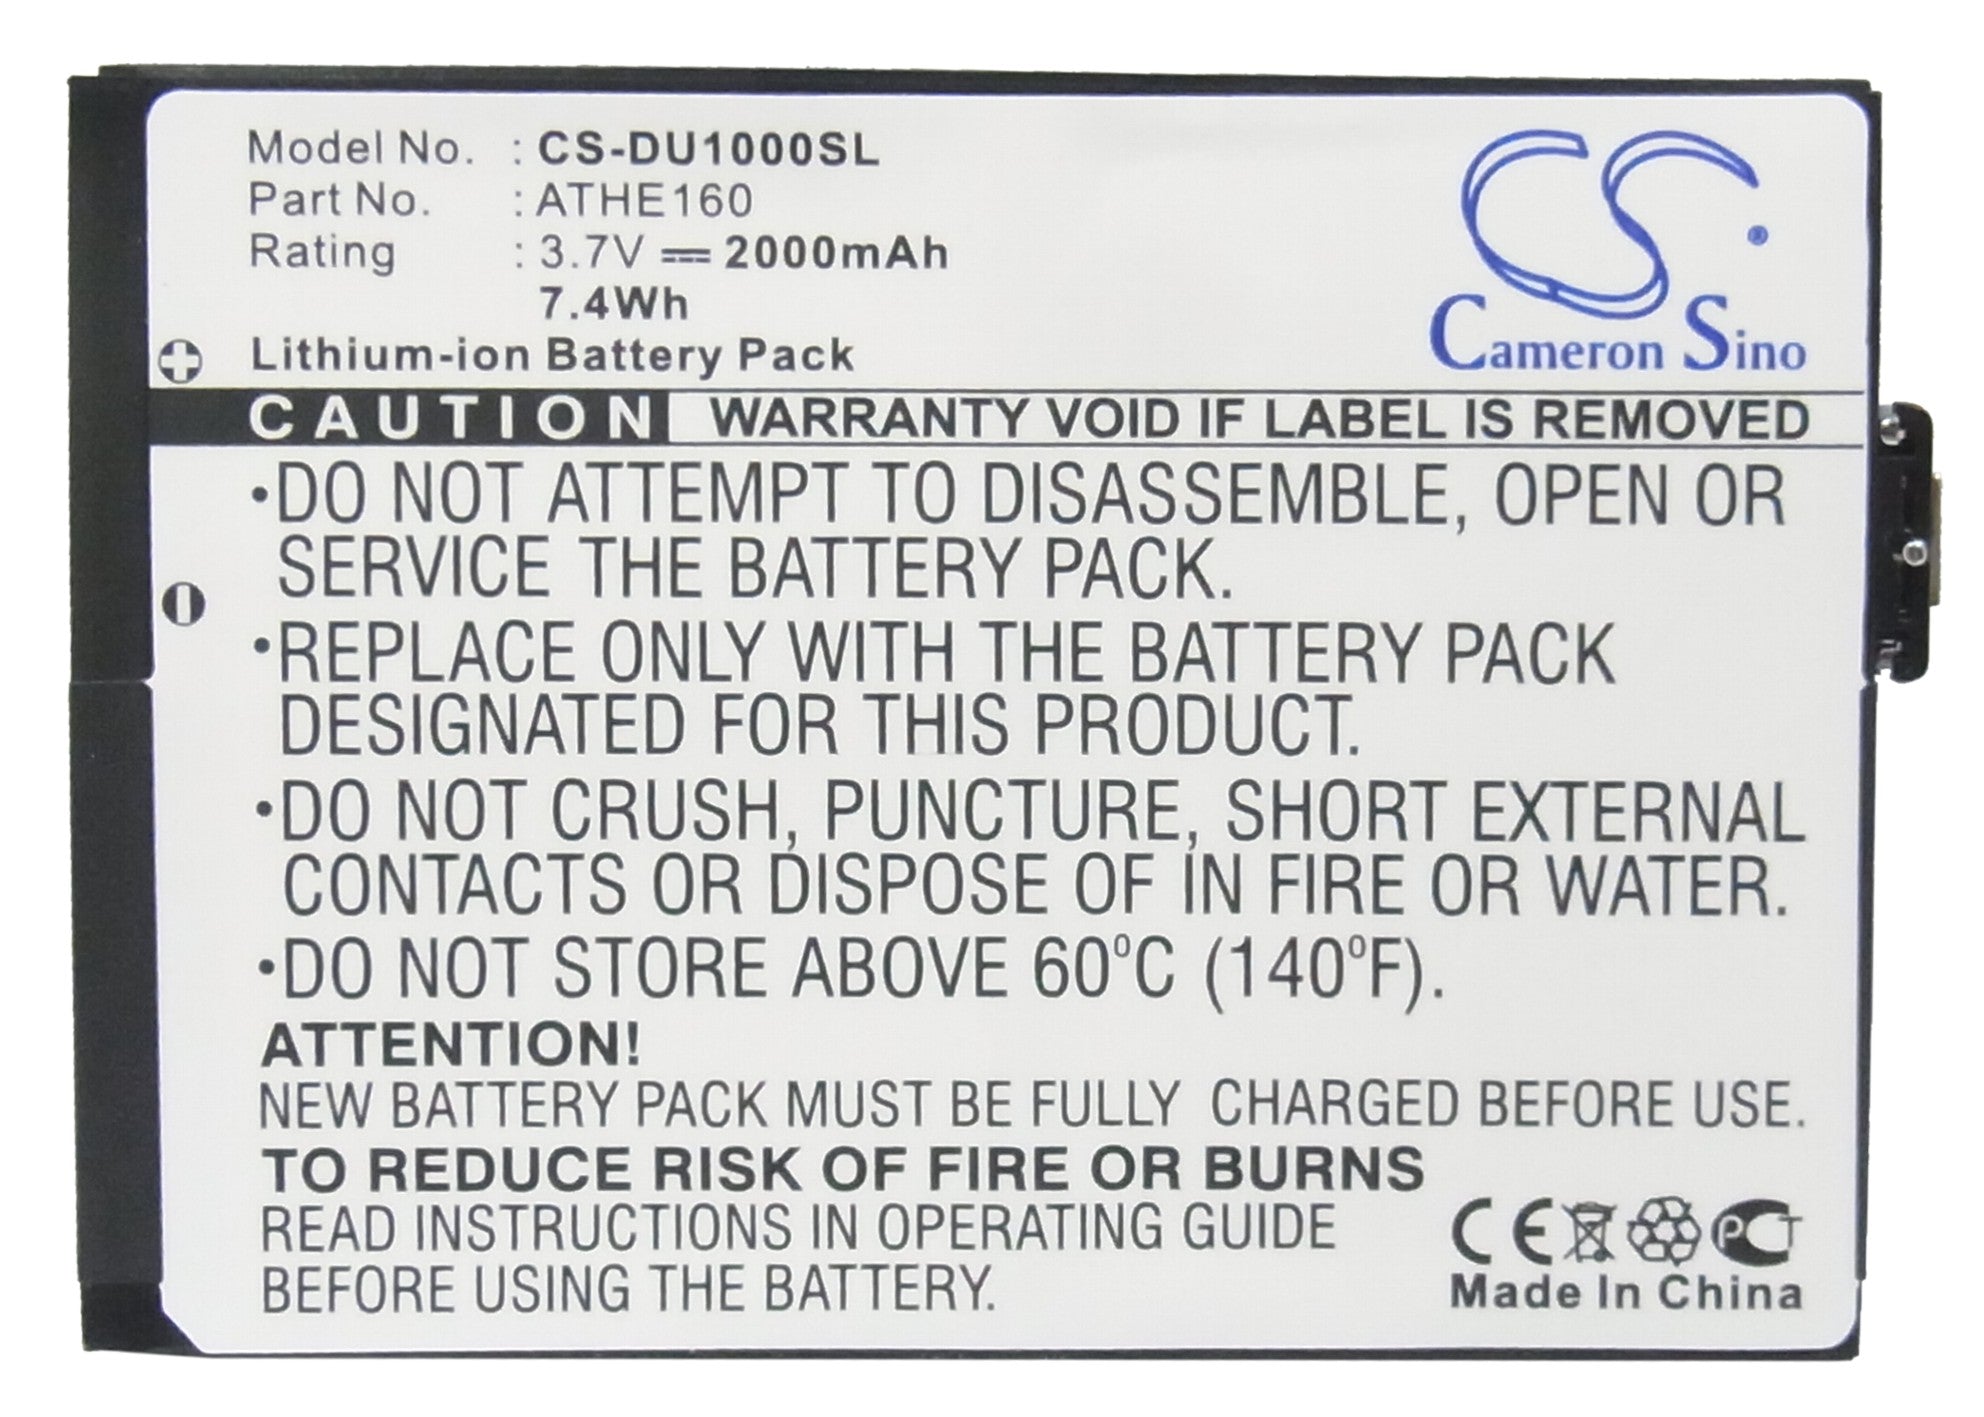 Model No. : CS-DU1000SL
Part No. : ATHE160
Rating : 3.7V ⎓ 2000mAh
7.4Wh
Lithium-ion Battery Pack
CS®
Cameron Sino
CAUTION WARRANTY VOID IF LABEL IS REMOVED
•DO NOT ATTEMPT TO DISASSEMBLE, OPEN OR
SERVICE THE BATTERY PACK.
•REPLACE ONLY WITH THE BATTERY PACK
DESIGNATED FOR THIS PRODUCT.
•DO NOT CRUSH, PUNCTURE, SHORT EXTERNAL
CONTACTS OR DISPOSE OF IN FIRE OR WATER.
•DO NOT STORE ABOVE 60°C (140°F).
ATTENTION!
NEW BATTERY PACK MUST BE FULLY CHARGED BEFORE USE.
TO REDUCE RISK OF FIRE OR BURNS
READ INSTRUCTIONS IN OPERATING GUIDE
BEFORE USING THE BATTERY.
CE PCT
Made In China